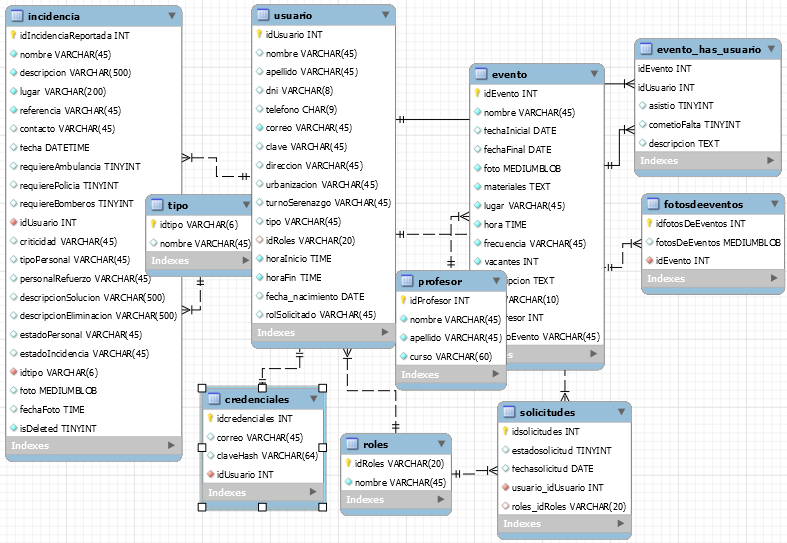 incidencia
idIncidenciaReportada INT
nombre VARCHAR(45)
descripcion VARCHAR(500)
lugar VARCHAR(200)
referencia VARCHAR(45)
contacto VARCHAR(45)
fecha DATETIME
requiereAmbulancia TINYINT
requierePolicia TINYINT
requiereBomberos TINYINT
idUsuario INT
criticidad VARCHAR(45)
tipoPersonal VARCHAR(45)
personalRefuerzo VARCHAR(45)
descripcionSolucion VARCHAR(500)
descripcionEliminacion VARCHAR(500)
estadoPersonal VARCHAR(45)
estadoIncidencia VARCHAR(45)
idtipo VARCHAR(6)
foto MEDIUMBLOB
fechaFoto TIME
isDeleted TINYINT
Indexes
tipo
idtipo VARCHAR(6)
nombre VARCHAR(45)
Indexes
usuario
idUsuario INT
nombre VARCHAR(45)
apellido VARCHAR(45)
dni VARCHAR(8)
telefono CHAR(9)
correo VARCHAR(45)
clave VARCHAR(45)
direccion VARCHAR(45)
urbanizacion VARCHAR(45)
turnoSerenazgo VARCHAR(45)
tipo VARCHAR(45)
idRoles VARCHAR(20)
horaInicio TIME
horaFin TIME
fecha_nacimiento DATE
rolSolicitado VARCHAR(45)
Indexes
evento
idEvento INT
nombre VARCHAR(45)
fechaInicial DATE
fechaFinal DATE
foto MEDIUMBLOB
materiales TEXT
lugar VARCHAR(45)
hora TIME
frecuencia VARCHAR(45)
vacantes INT
ipcion TEXT
VARCHAR(10)
esor INT
oEvento VARCHAR(45)
es
evento_has_usuario
idEvento INT
idUsuario INT
asistio TINYINT
cometioFalta TINYINT
descripcion TEXT
Indexes
fotosdeeventos
idfotosDeEventos INT
fotosDeEventos MEDIUMBLOB
idEvento INT
Indexes
profesor
idProfesor INT
nombre VARCHAR(45)
apellido VARCHAR(45)
curso VARCHAR(60)
Indexes
credenciales
idcredenciales INT
correo VARCHAR(45)
claveHash VARCHAR(64)
idUsuario INT
Indexes
roles
idRoles VARCHAR(20)
nombre VARCHAR(45)
Indexes
solicitudes
idsolicitudes INT
estadosolicitud TINYINT
fechasolicitud DATE
usuario_idUsuario INT
roles_idRoles VARCHAR(20)
Indexes